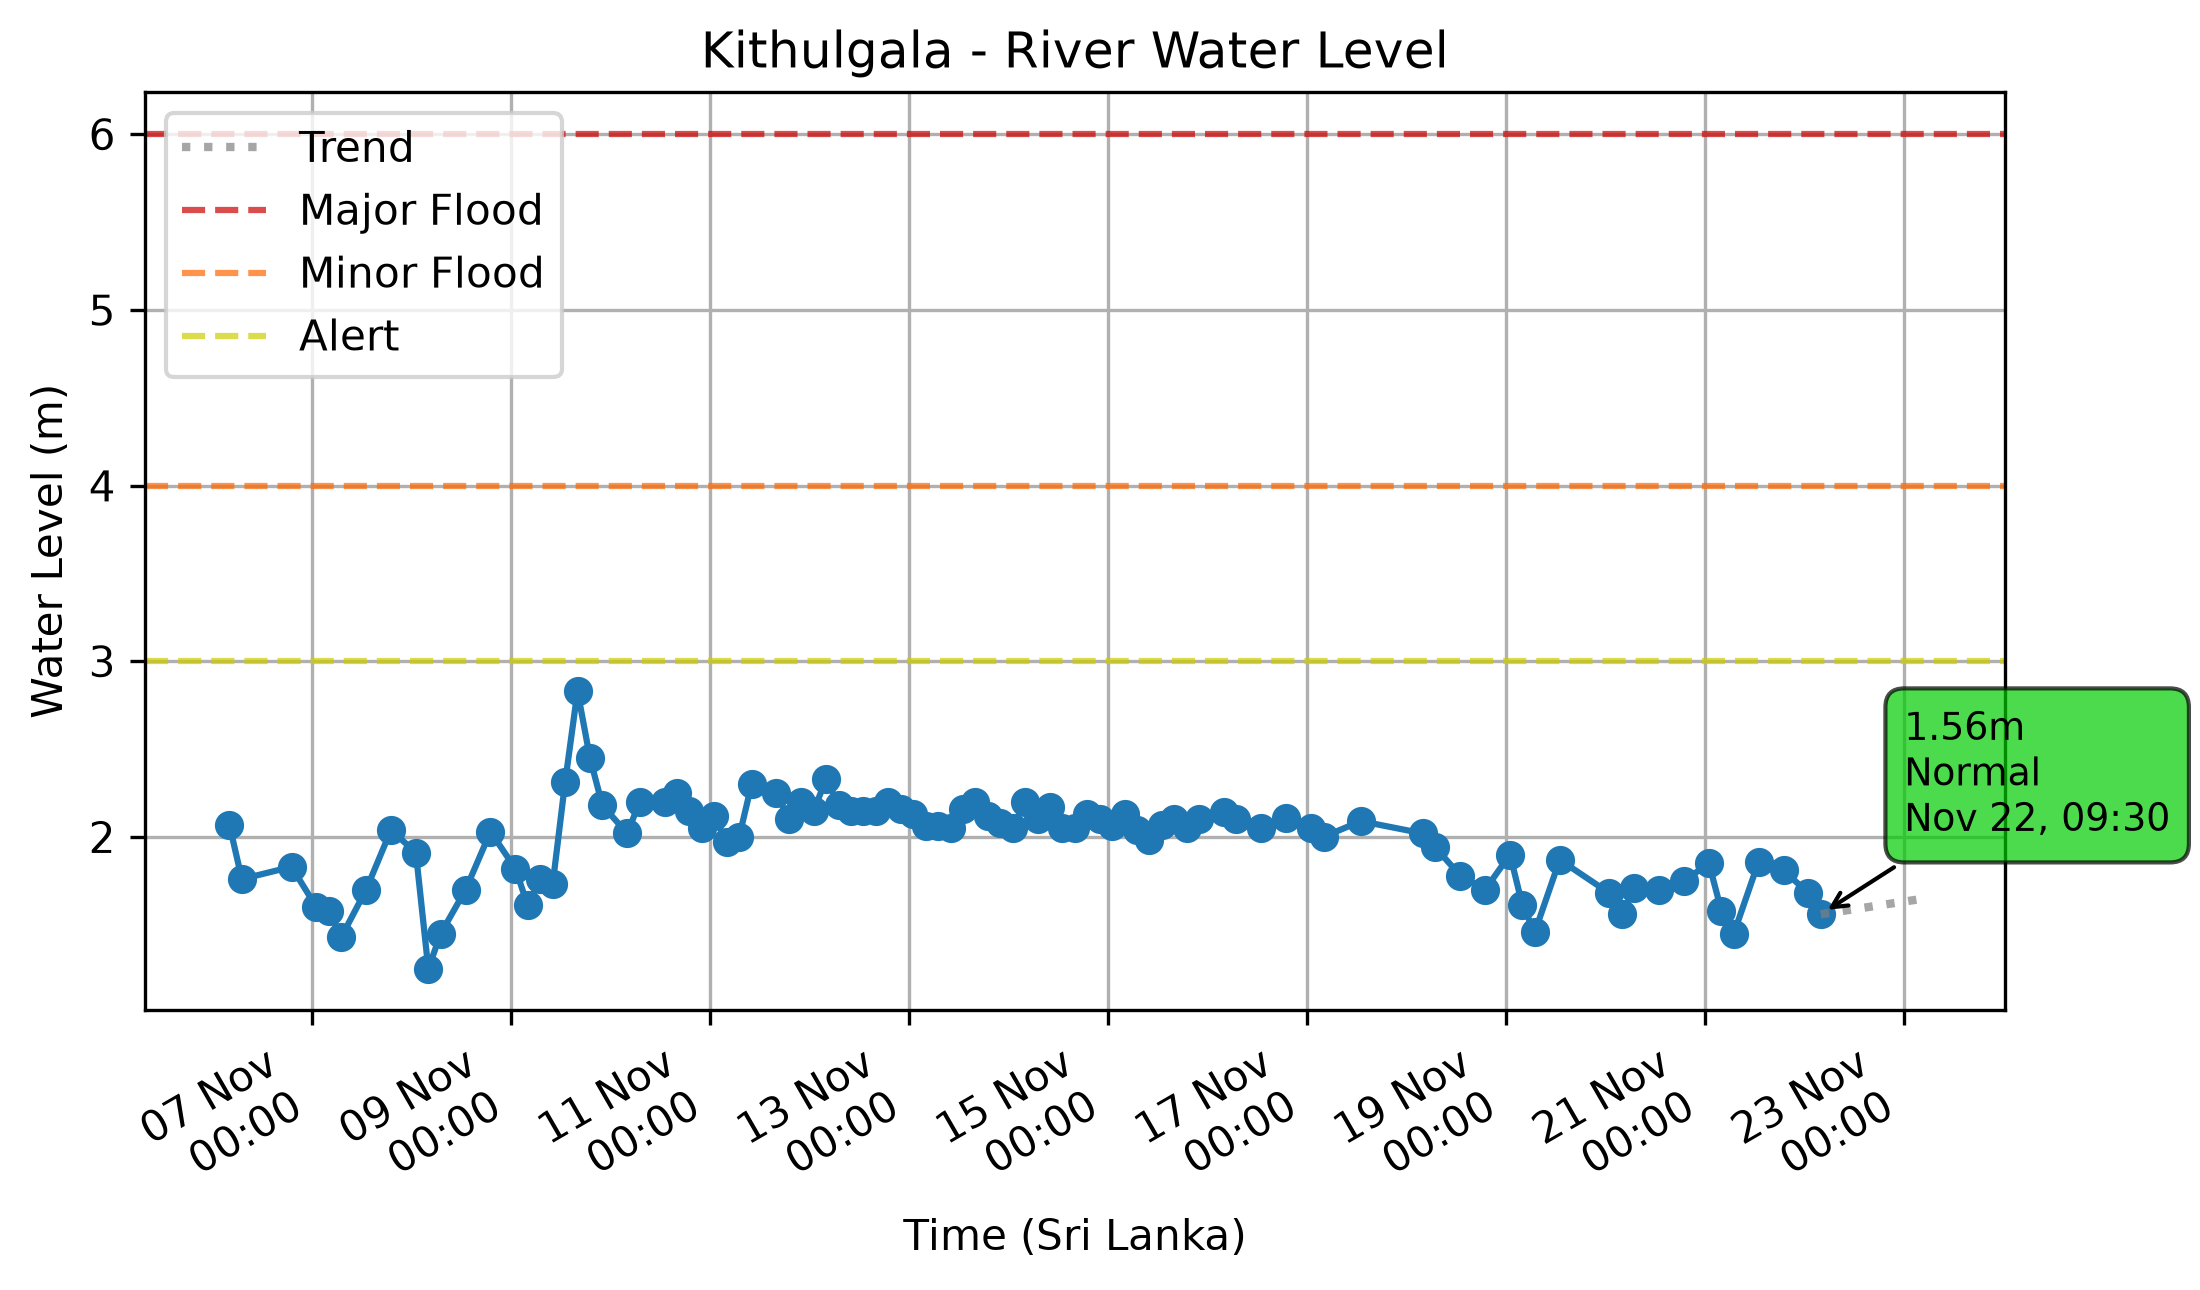 Kithulgala - River Water Level
Trend
Major Flood
Minor Flood
Alert
6
5
4
3
2
Water Level (m)
1.56m
Normal
Nov 22, 09:30
07 Nov
00:00
09 Nov
00:00
11 Nov
00:00
13 Nov
00:00
15 Nov
00:00
17 Nov
00:00
19 Nov
00:00
21 Nov
00:00
23 Nov
00:00
Time (Sri Lanka)